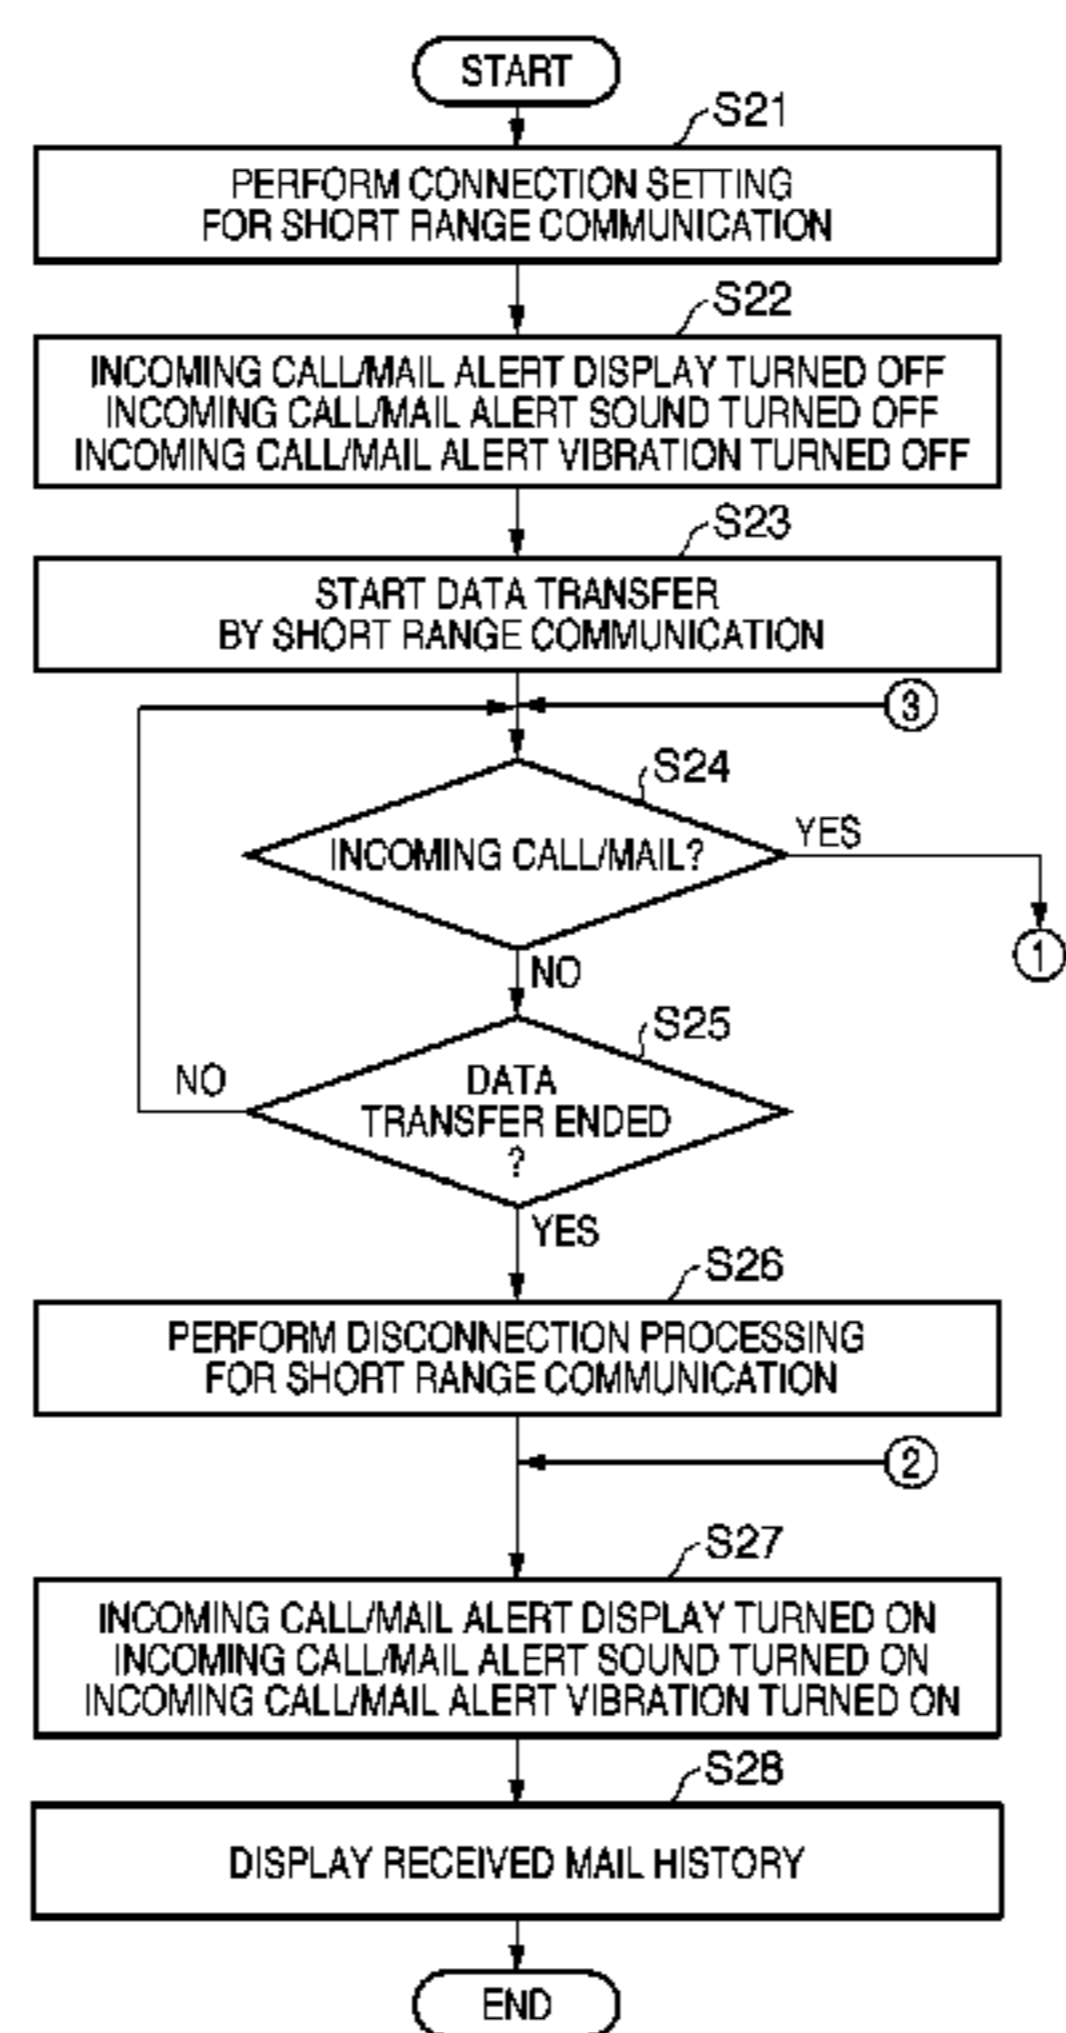 START
S21
PERFORM CONNECTION SETTING
FOR SHORT RANGE COMMUNICATION
S22
INCOMING CALL/MAIL ALERT DISPLAY TURNED OFF
INCOMING CALL/MAIL ALERT SOUND TURNED OFF
INCOMING CALL/MAIL ALERT VIBRATION TURNED OFF
S23
START DATA TRANSFER
BY SHORT RANGE COMMUNICATION
3
S24
INCOMING CALL/MAIL?
YES
1
NO
S25
DATA
TRANSFER ENDED
?
NO
YES
S26
PERFORM DISCONNECTION PROCESSING
FOR SHORT RANGE COMMUNICATION
2
S27
INCOMING CALL/MAIL ALERT DISPLAY TURNED ON
INCOMING CALL/MAIL ALERT SOUND TURNED ON
INCOMING CALL/MAIL ALERT VIBRATION TURNED ON
S28
DISPLAY RECEIVED MAIL HISTORY
END